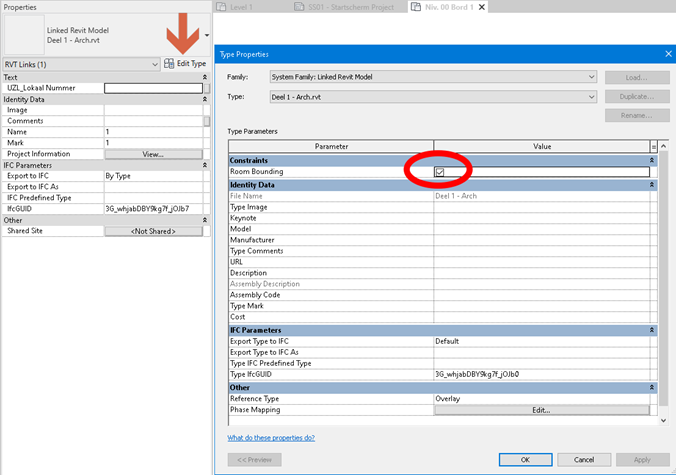 Properties
Linked Revit Model
Deel 1 - Arch.rvt
RVT Links (1)
Edit Type
Text
UZL_Lokaal Nummer
Identity Data
Image
Comments
Name 1
Mark 1
Project Information View...
IFC Parameters
Export to IFC By Type
Export to IFC As
IFC Predefined Type
IfcGUID 3G_whjabDBY9kg7f_jOJb7
Other
Shared Site <Not Shared>
Level 1
S501 - Startscherm Project
Niv. 00 Bord 1
Type Properties
Family: System Family: Linked Revit Model Load...
Type: Deel 1 - Arch.rvt Duplicate...
Rename...
Type Parameters
Parameter Value =
Constraints
Room Bounding
Identity Data
File Name Deel 1 - Arch
Type Image
Keynote
Model
Manufacturer
Type Comments
URL
Description
Assembly Description
Assembly Code
Type Mark
Cost
IFC Parameters
Export Type to IFC Default
Export Type to IFC As
Type IFC Predefined Type
Type IfcGUID 3G_whjabDBY9kg7f_jOJb0
Other
Reference Type Overlay
Phase Mapping Edit...
What do these properties do?
<< Preview OK Cancel Apply